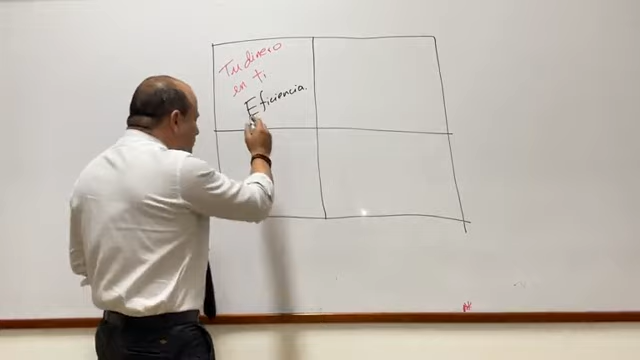 Tu dinero
en ti
Eficiencia.